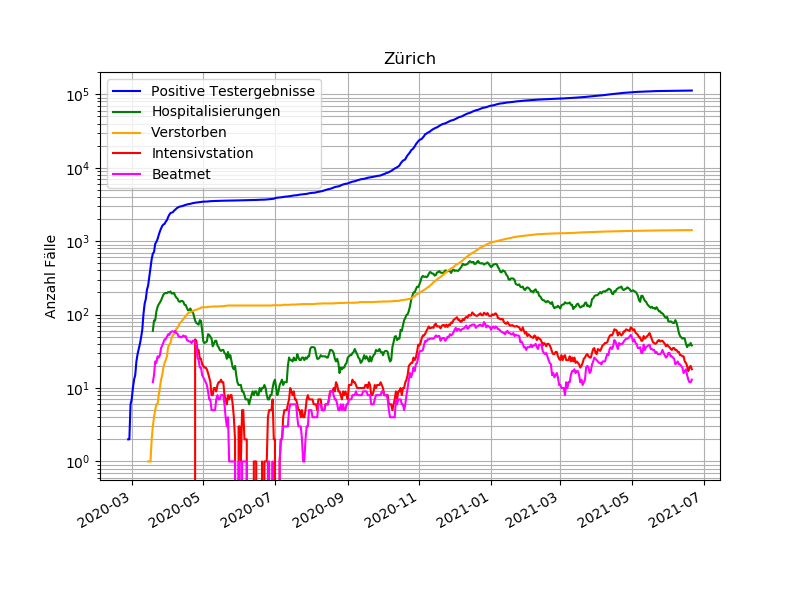 Zürich
Positive Testergebnisse
Hospitalisierungen
Verstorben
Intensivstation
Beatmet
Anzahl Fälle
10^5
10^4
10^3
10^2
10^1
10^0
2020-03
2020-05
2020-07
2020-09
2020-11
2021-01
2021-03
2021-05
2021-07